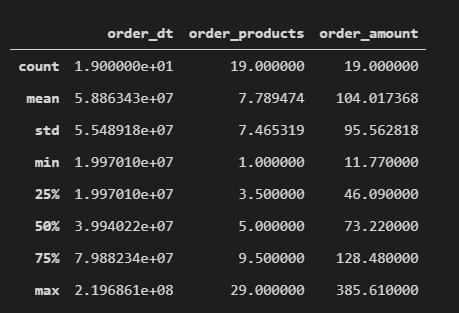 order_dt order_products order_amount
count 1.900000e+01 19.000000 19.000000
mean 5.886343e+07 7.789474 104.017368
std 5.548918e+07 7.465319 95.562818
min 1.997010e+07 1.000000 11.770000
25% 1.997010e+07 3.500000 46.090000
50% 3.994022e+07 5.000000 73.220000
75% 7.988234e+07 9.500000 128.480000
max 2.196861e+08 29.000000 385.610000